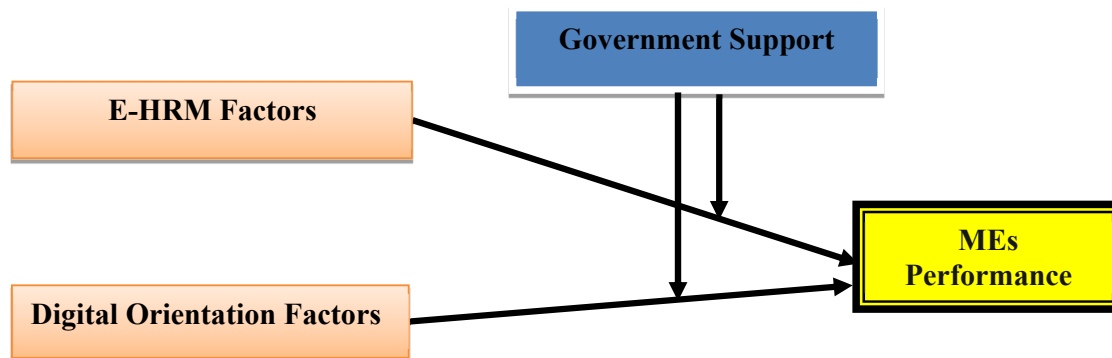 Government Support
E-HRM Factors
MEs
Performance
Digital Orientation Factors